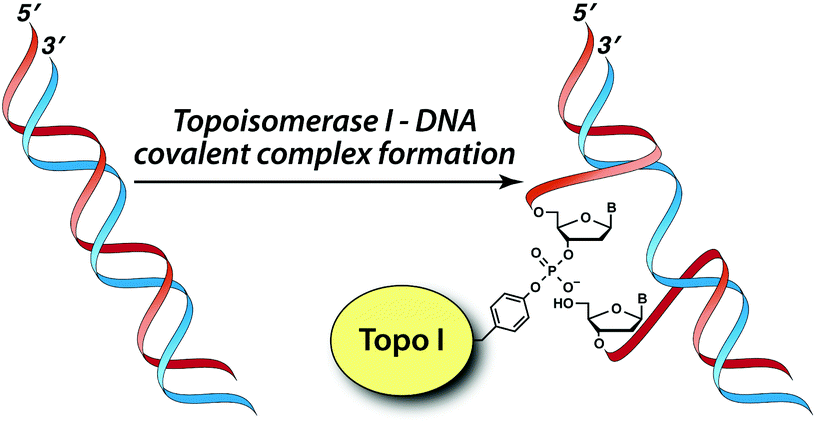 5′
3′
Topoisomerase I - DNA
covalent complex formation
5′
3′
O
O
B
O
O
P
O
O−
HO
O
B
O
Topo I